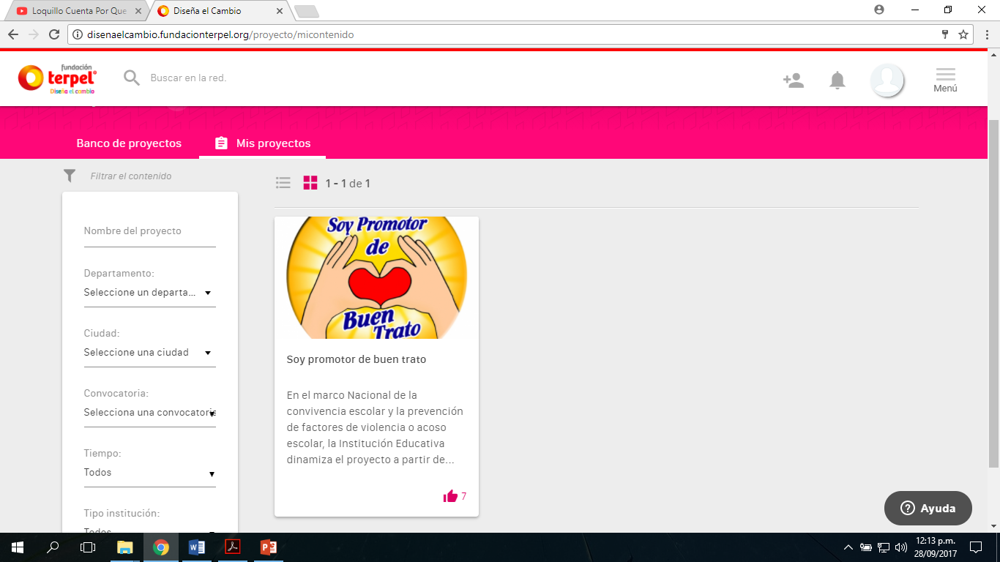 Loquillo Cuenta Por Que
Diseña el Cambio
disenaelcambio.fundacionterpel.org/proyecto/micontenido
fundación
terpel
Diseña el cambio
Buscar en la red.
Menú
Banco de proyectos
Mis proyectos
Filtrar el contenido
1 - 1 de 1
Nombre del proyecto
Departamento:
Seleccione un departa...
Ciudad:
Seleccione una ciudad
Convocatoria:
Selecciona una convocatoria
Tiempo:
Todos
Tipo institución:
Todos
Soy Promotor
de
Buen
Trato
Soy promotor de buen trato
En el marco Nacional de la
convivencia escolar y la prevención
de factores de violencia o acoso
escolar, la Institución Educativa
dinamiza el proyecto a partir de...
7
Ayuda
12:13 p.m.
28/09/2017